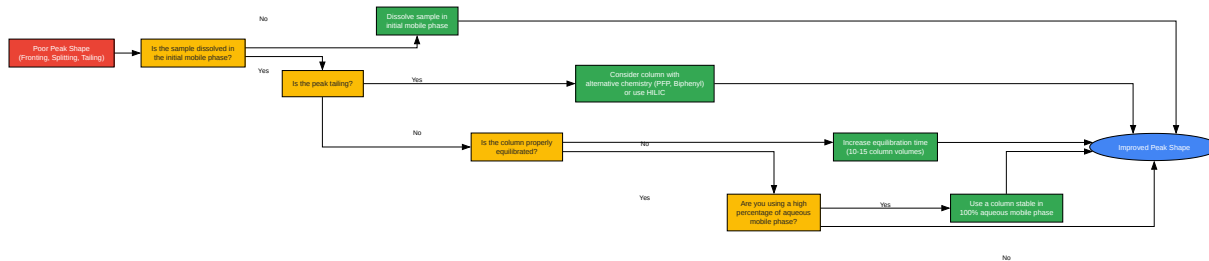 No
Dissolve sample in
initial mobile phase
Poor Peak Shape
(Fronting, Splitting, Tailing)
Is the sample dissolved in
the initial mobile phase?
Yes
Is the peak tailing?
Yes
Consider column with
alternative chemistry (PFP, Biphenyl)
or use HILIC
No
Is the column properly
equilibrated?
No
Increase equilibration time
(10-15 column volumes)
Improved Peak Shape
Yes
Are you using a high
percentage of aqueous
mobile phase?
Yes
Use a column stable in
100% aqueous mobile phase
No